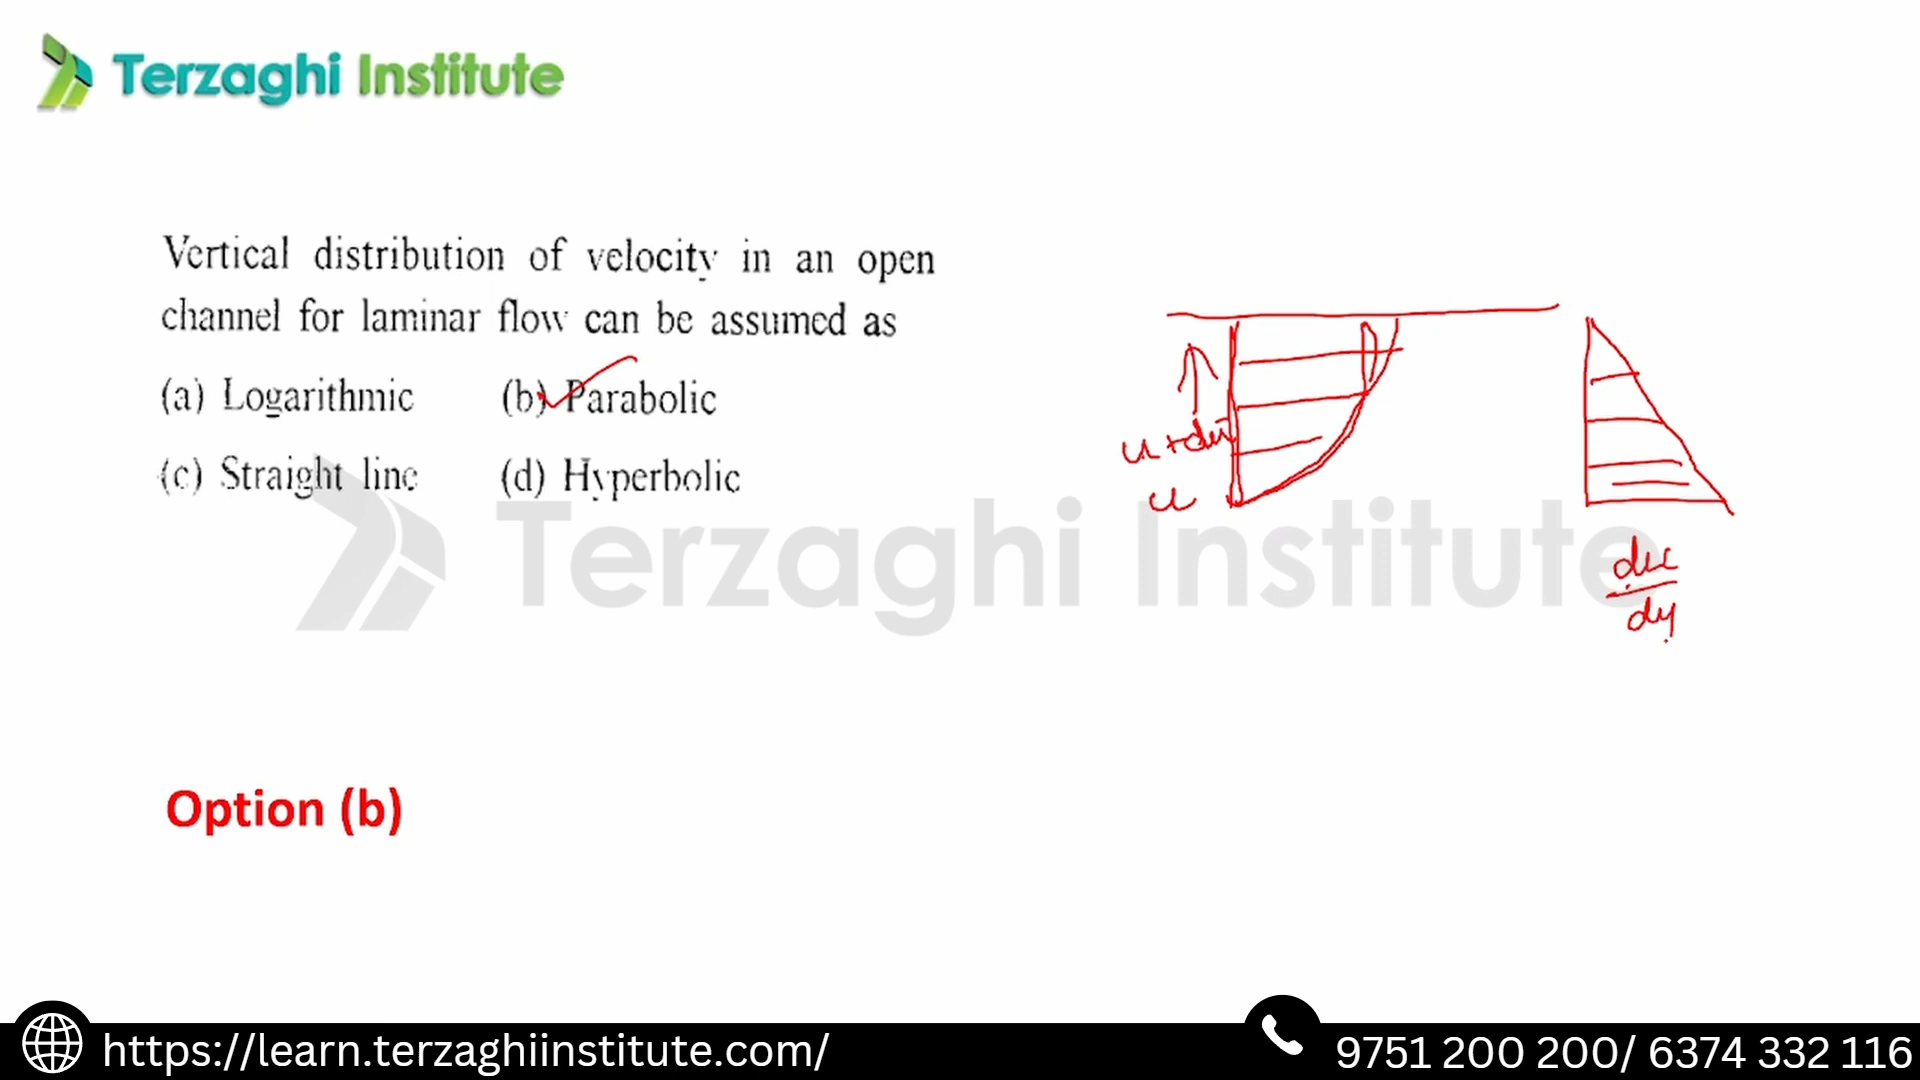 Terzaghi Institute
Vertical distribution of velocity in an open
channel for laminar flow can be assumed as
(a) Logarithmic (b) Parabolic
(c) Straight line (d) Hyperbolic
u + du
u
du
dy
Terzaghi Institute
Option (b)
https://learn.terzaghiinstitute.com/
9751 200 200/ 6374 332 116